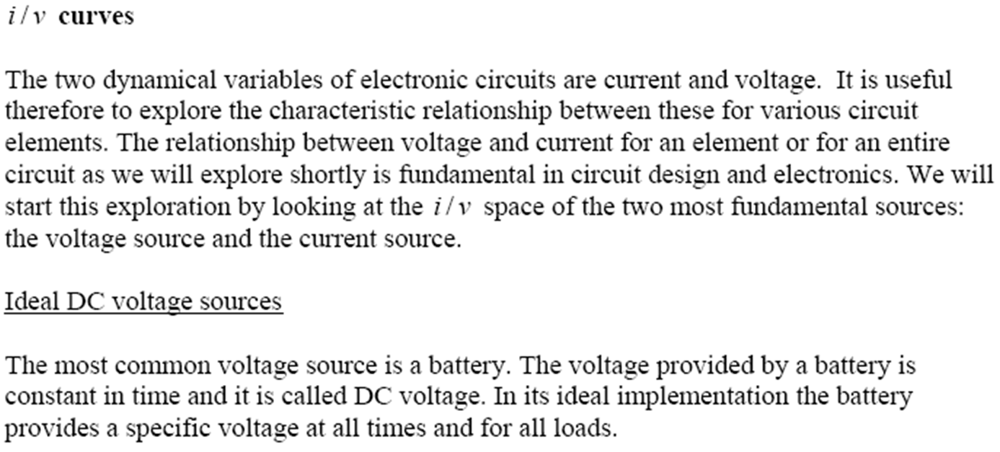 i/v curves
The two dynamical variables of electronic circuits are current and voltage.  It is useful
therefore to explore the characteristic relationship between these for various circuit
elements. The relationship between voltage and current for an element or for an entire
circuit as we will explore shortly is fundamental in circuit design and electronics. We will
start this exploration by looking at the i/v space of the two most fundamental sources:
the voltage source and the current source.
Ideal DC voltage sources
The most common voltage source is a battery. The voltage provided by a battery is
constant in time and it is called DC voltage. In its ideal implementation the battery
provides a specific voltage at all times and for all loads.